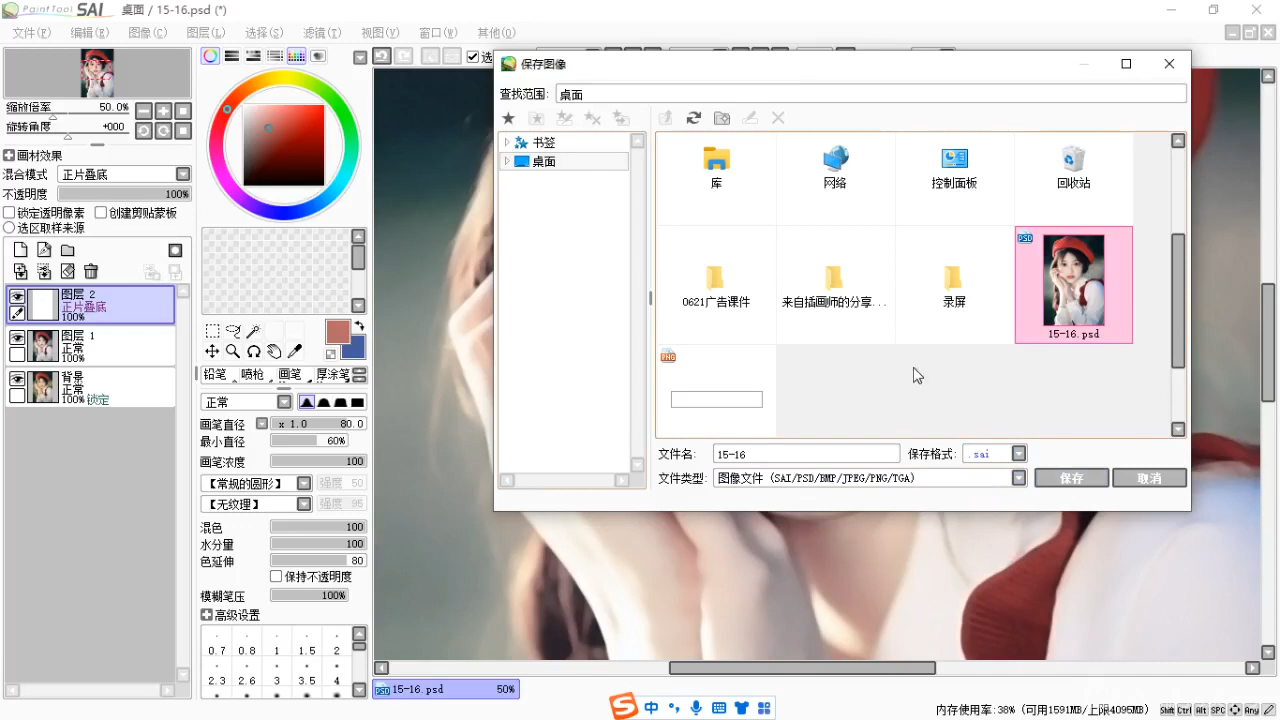 PaintTool SAI 桌面 / 15-16.psd (*)
文件(F) 编辑(E) 图像(C) 图层(L) 选择(S) 滤镜(T) 视图(V) 窗口(W) 其他(O)
缩放倍率 50.0%
旋转角度 +000
画材效果
混合模式 正片叠底
不透明度 100%
锁定透明像素 创建剪贴蒙板
选区取样来源
图层 2
正片叠底
100%
图层 1
正常
100%
背景
正常
100% 锁定
铅笔 喷枪 画笔 厚涂笔
正常
画笔直径 x 1.0 80.0
最小直径 60%
画笔浓度 100
【常规的圆形】 强度 50
【无纹理】 强度 95
混色 100
水分量 100
色延伸 80
保持不透明度
模糊笔压 100%
高级设置
0.7 0.8 1 1.5 2
2.3 2.6 3 3.5 4
选
保存图像
查找范围: 桌面
书签
桌面
库 网络 控制面板 回收站
PSD
0621广告课件 来自插画师的分享... 录屏 15-16.psd
PNG
文件名: 15-16 保存格式: .sai
文件类型: 图像文件 (SAI/PSD/BMP/JPEG/PNG/TGA) 保存 取消
PSD 15-16.psd 50%
S 中
内存使用率: 38% (可用1591MB/上限4095MB) Shift Ctrl Alt SPC Any